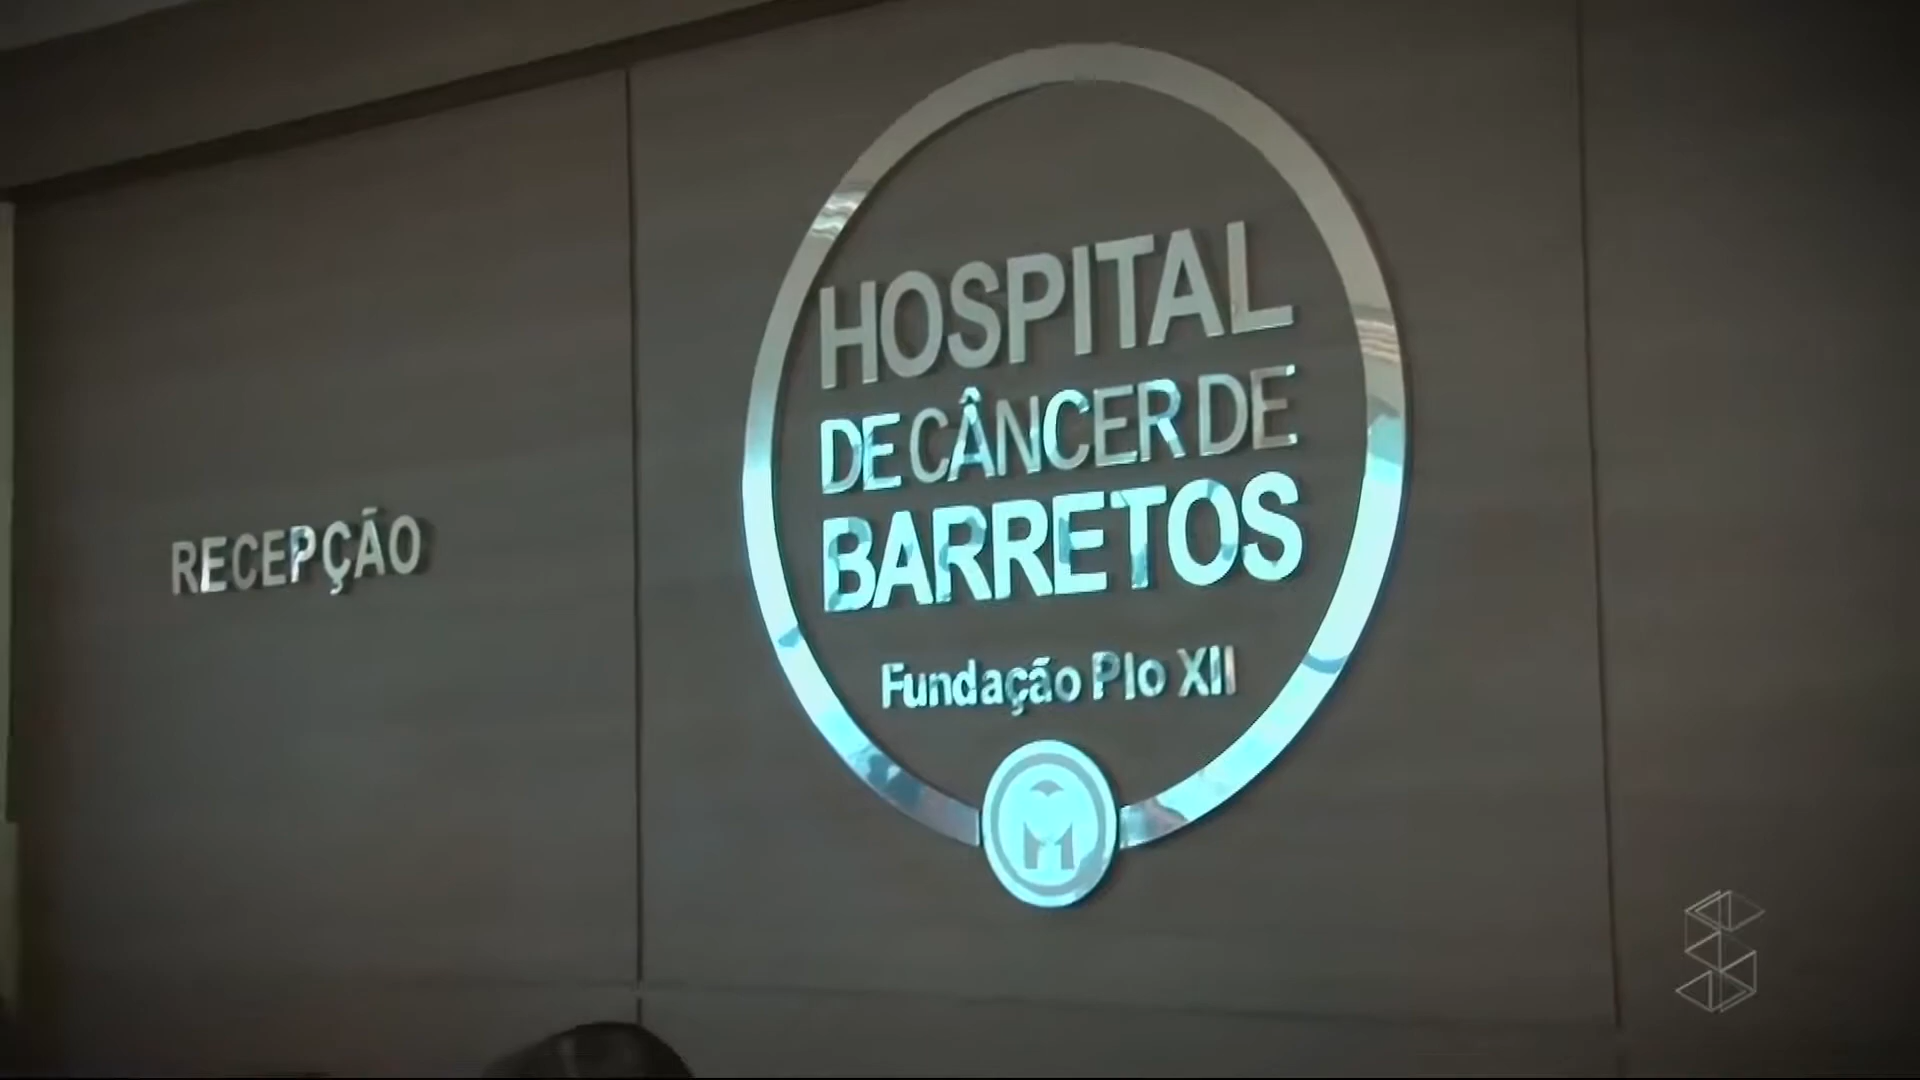 RECEPÇÃO
HOSPITAL
DE CÂNCER DE
BARRETOS
Fundação PIo XII